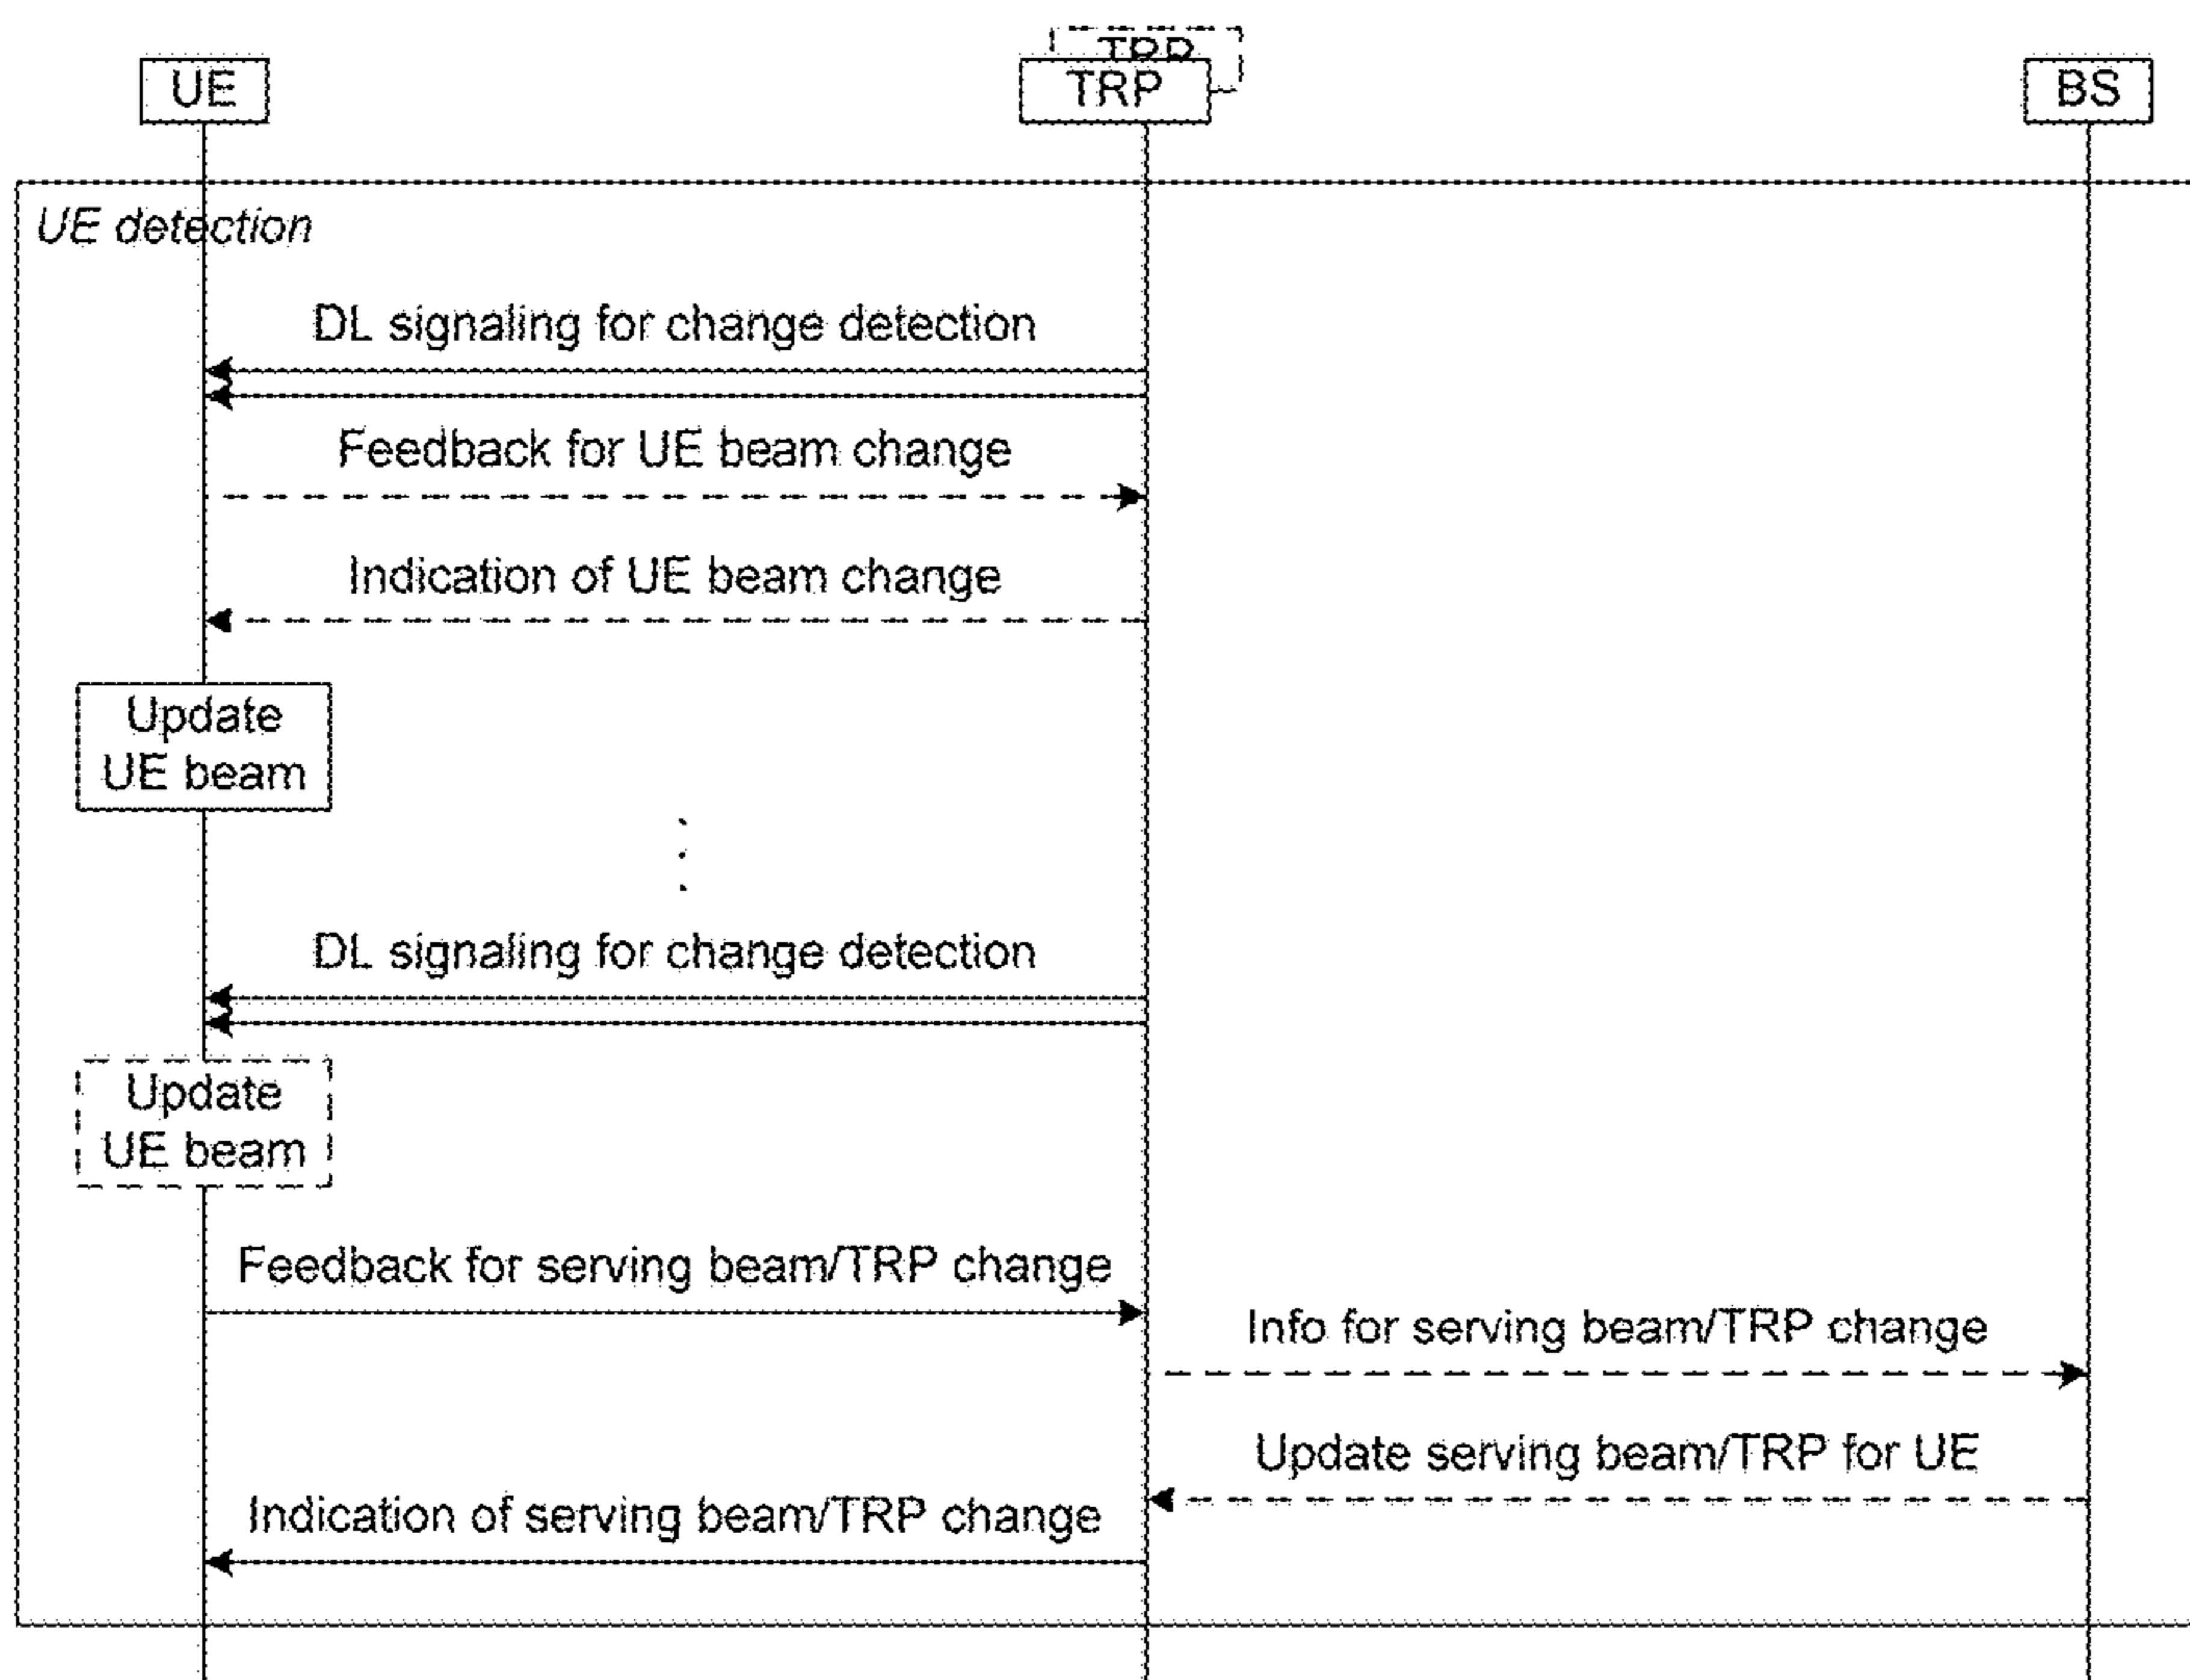 TRP
UE
TRP
BS
UE detection
DL signaling for change detection
Feedback for UE beam change
Indication of UE beam change
Update
UE beam
DL signaling for change detection
Update
UE beam
Feedback for serving beam/TRP change
Info for serving beam/TRP change
Update serving beam/TRP for UE
Indication of serving beam/TRP change